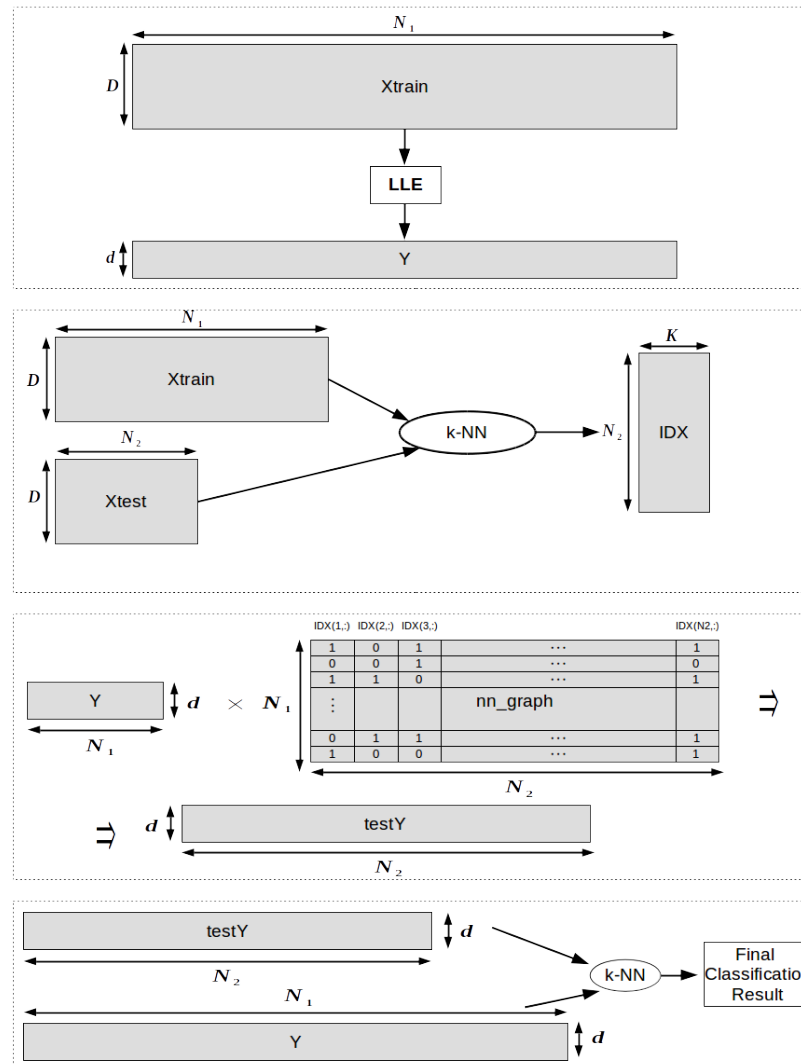 N₁
D
Xtrain
LLE
d
Y
N₁
K
D
Xtrain
N₂
k-NN
N₂
IDX
D
Xtest
IDX(1,:) IDX(2,:) IDX(3,:) IDX(N2,:)
1 0 1 ⋯ 1
0 0 1 ⋯ 0
1 1 0 ⋯ 1
Y d × N₁ ⋮ nn_graph ⇒
N₁
0 1 1 ⋯ 1
1 0 0 ⋯ 1
N₂
⇒ d testY
N₂
testY d
N₂
k-NN
Final
Classification
Result
N₁
Y d